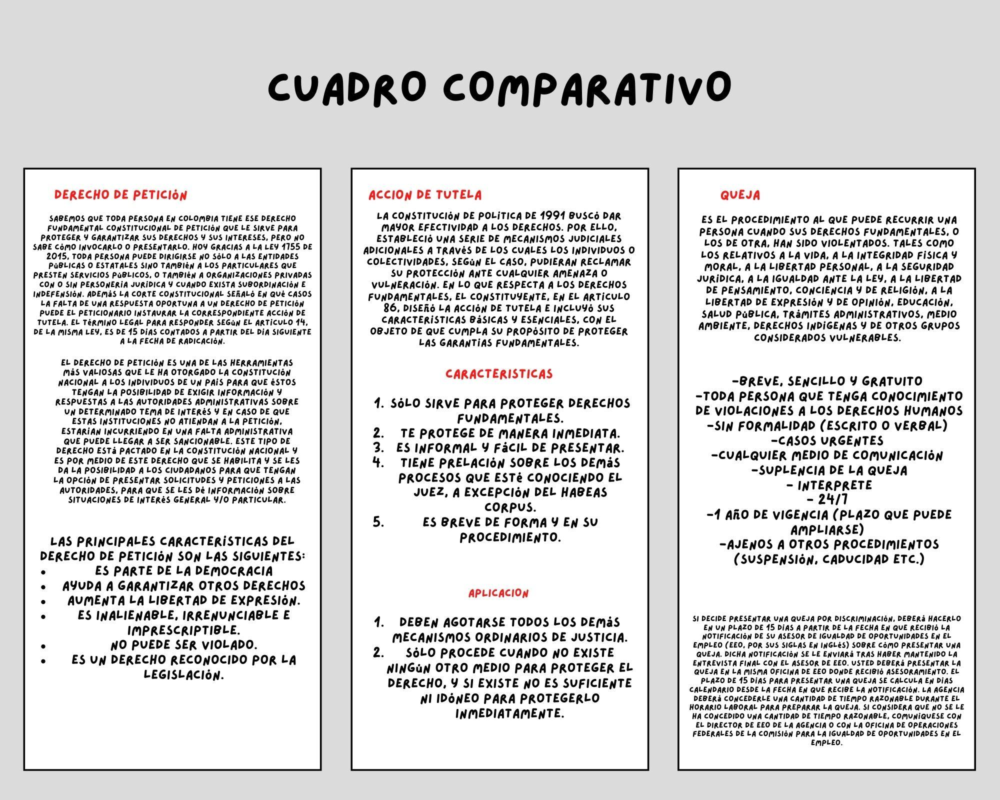 CUADRO COMPARATIVO
DERECHO DE PETICIÓN
SABEMOS QUE TODA PERSONA EN COLOMBIA TIENE ESE DERECHO
FUNDAMENTAL CONSTITUCIONAL DE PETICIÓN QUE LE SIRVE PARA
PROTEGER Y GARANTIZAR SUS DERECHOS Y SUS INTERESES, PERO NO
SABE CÓMO INVOCARLO O PRESENTARLO. HOY GRACIAS A LA LEY 1755 DE
2015, TODA PERSONA PUEDE DIRIGIRSE NO SÓLO A LAS ENTIDADES
PÚBLICAS O ESTATALES SINO TAMBIÉN A LOS PARTICULARES QUE
PRESTEN SERVICIOS PÚBLICOS, O TAMBIÉN A ORGANIZACIONES PRIVADAS
CON O SIN PERSONERÍA JURÍDICA Y CUANDO EXISTA SUBORDINACIÓN E
INDEFENSIÓN. ADEMÁS LA CORTE CONSTITUCIONAL SEÑALÓ EN QUÉ CASOS
LA FALTA DE UNA RESPUESTA OPORTUNA A UN DERECHO DE PETICIÓN
PUEDE EL PETICIONARIO INSTAURAR LA CORRESPONDIENTE ACCIÓN DE
TUTELA. EL TÉRMINO LEGAL PARA RESPONDER SEGÚN EL ARTÍCULO 14,
DE LA MISMA LEY, ES DE 15 DÍAS CONTADOS A PARTIR DEL DÍA SIGUIENTE
A LA FECHA DE RADICACIÓN.
EL DERECHO DE PETICIÓN ES UNA DE LAS HERRAMIENTAS
MÁS VALIOSAS QUE LE HA OTORGADO LA CONSTITUCIÓN
NACIONAL A LOS INDIVIDUOS DE UN PAÍS PARA QUE ÉSTOS
TENGAN LA POSIBILIDAD DE EXIGIR INFORMACIÓN Y
RESPUESTAS A LAS AUTORIDADES ADMINISTRATIVAS SOBRE
UN DETERMINADO TEMA DE INTERÉS Y EN CASO DE QUE
ESTAS INSTITUCIONES NO ATIENDAN A LA PETICIÓN,
ESTARÍAN INCURRIENDO EN UNA FALTA ADMINISTRATIVA
QUE PUEDE LLEGAR A SER SANCIONABLE. ESTE TIPO DE
DERECHO ESTÁ PACTADO EN LA CONSTITUCIÓN NACIONAL Y
ES POR MEDIO DE ESTE DERECHO QUE SE HABILITA Y SE LES
DA LA POSIBILIDAD A LOS CIUDADANOS PARA QUE TENGAN
LA OPCIÓN DE PRESENTAR SOLICITUDES Y PETICIONES A LAS
AUTORIDADES, PARA QUE SE LES DÉ INFORMACIÓN SOBRE
SITUACIONES DE INTERÉS GENERAL Y/O PARTICULAR.
LAS PRINCIPALES CARACTERÍSTICAS DEL
DERECHO DE PETICIÓN SON LAS SIGUIENTES:
• ES PARTE DE LA DEMOCRACIA
• AYUDA A GARANTIZAR OTROS DERECHOS
• AUMENTA LA LIBERTAD DE EXPRESIÓN.
• ES INALIENABLE, IRRENUNCIABLE E
IMPRESCRIPTIBLE.
• NO PUEDE SER VIOLADO.
• ES UN DERECHO RECONOCIDO POR LA
LEGISLACIÓN.
ACCION DE TUTELA
LA CONSTITUCIÓN DE POLÍTICA DE 1991 BUSCÓ DAR
MAYOR EFECTIVIDAD A LOS DERECHOS. POR ELLO,
ESTABLECIÓ UNA SERIE DE MECANISMOS JUDICIALES
ADICIONALES A TRAVÉS DE LOS CUALES LOS INDIVIDUOS O
COLECTIVIDADES, SEGÚN EL CASO, PUDIERAN RECLAMAR
SU PROTECCIÓN ANTE CUALQUIER AMENAZA O
VULNERACIÓN. EN LO QUE RESPECTA A LOS DERECHOS
FUNDAMENTALES, EL CONSTITUYENTE, EN EL ARTÍCULO
86, DISEÑÓ LA ACCIÓN DE TUTELA E INCLUYÓ SUS
CARACTERÍSTICAS BÁSICAS Y ESENCIALES, CON EL
OBJETO DE QUE CUMPLA SU PROPÓSITO DE PROTEGER
LAS GARANTÍAS FUNDAMENTALES.
CARACTERISTICAS
1. SÓLO SIRVE PARA PROTEGER DERECHOS
FUNDAMENTALES.
2. TE PROTEGE DE MANERA INMEDIATA.
3. ES INFORMAL Y FÁCIL DE PRESENTAR.
4. TIENE PRELACIÓN SOBRE LOS DEMÁS
PROCESOS QUE ESTÉ CONOCIENDO EL
JUEZ, A EXCEPCIÓN DEL HABEAS
CORPUS.
5. ES BREVE DE FORMA Y EN SU
PROCEDIMIENTO.
APLICACION
1. DEBEN AGOTARSE TODOS LOS DEMÁS
MECANISMOS ORDINARIOS DE JUSTICIA.
2. SÓLO PROCEDE CUANDO NO EXISTE
NINGÚN OTRO MEDIO PARA PROTEGER EL
DERECHO, Y SI EXISTE NO ES SUFICIENTE
NI IDÓNEO PARA PROTEGERLO
INMEDIATAMENTE.
QUEJA
ES EL PROCEDIMIENTO AL QUE PUEDE RECURRIR UNA
PERSONA CUANDO SUS DERECHOS FUNDAMENTALES, O
LOS DE OTRA, HAN SIDO VIOLENTADOS. TALES COMO
LOS RELATIVOS A LA VIDA, A LA INTEGRIDAD FÍSICA Y
MORAL, A LA LIBERTAD PERSONAL, A LA SEGURIDAD
JURÍDICA, A LA IGUALDAD ANTE LA LEY, A LA LIBERTAD
DE PENSAMIENTO, CONCIENCIA Y DE RELIGIÓN, A LA
LIBERTAD DE EXPRESIÓN Y DE OPINIÓN, EDUCACIÓN,
SALUD PÚBLICA, TRÁMITES ADMINISTRATIVOS, MEDIO
AMBIENTE, DERECHOS INDÍGENAS Y DE OTROS GRUPOS
CONSIDERADOS VULNERABLES.
-BREVE, SENCILLO Y GRATUITO
-TODA PERSONA QUE TENGA CONOCIMIENTO
DE VIOLACIONES A LOS DERECHOS HUMANOS
-SIN FORMALIDAD (ESCRITO O VERBAL)
-CASOS URGENTES
-CUALQUIER MEDIO DE COMUNICACIÓN
-SUPLENCIA DE LA QUEJA
- INTERPRETE
- 24/7
-1 AÑO DE VIGENCIA (PLAZO QUE PUEDE
AMPLIARSE)
-AJENOS A OTROS PROCEDIMIENTOS
(SUSPENSIÓN, CADUCIDAD ETC.)
SI DECIDE PRESENTAR UNA QUEJA POR DISCRIMINACIÓN, DEBERÁ HACERLO
EN UN PLAZO DE 15 DÍAS A PARTIR DE LA FECHA EN QUE RECIBIÓ LA
NOTIFICACIÓN DE SU ASESOR DE IGUALDAD DE OPORTUNIDADES EN EL
EMPLEO (EEO, POR SUS SIGLAS EN INGLÉS) SOBRE CÓMO PRESENTAR UNA
QUEJA. DICHA NOTIFICACIÓN SE LE ENVIARÁ TRAS HABER MANTENIDO LA
ENTREVISTA FINAL CON EL ASESOR DE EEO. USTED DEBERÁ PRESENTAR LA
QUEJA EN LA MISMA OFICINA DE EEO DONDE RECIBIÓ ASESORAMIENTO. EL
PLAZO DE 15 DÍAS PARA PRESENTAR UNA QUEJA SE CALCULA EN DÍAS
CALENDARIO DESDE LA FECHA EN QUE RECIBE LA NOTIFICACIÓN. LA AGENCIA
DEBERÁ CONCEDERLE UNA CANTIDAD DE TIEMPO RAZONABLE DURANTE EL
HORARIO LABORAL PARA PREPARAR LA QUEJA. SI CONSIDERA QUE NO SE LE
HA CONCEDIDO UNA CANTIDAD DE TIEMPO RAZONABLE, COMUNÍQUESE CON
EL DIRECTOR DE EEO DE LA AGENCIA O CON LA OFICINA DE OPERACIONES
FEDERALES DE LA COMISIÓN PARA LA IGUALDAD DE OPORTUNIDADES EN EL
EMPLEO.